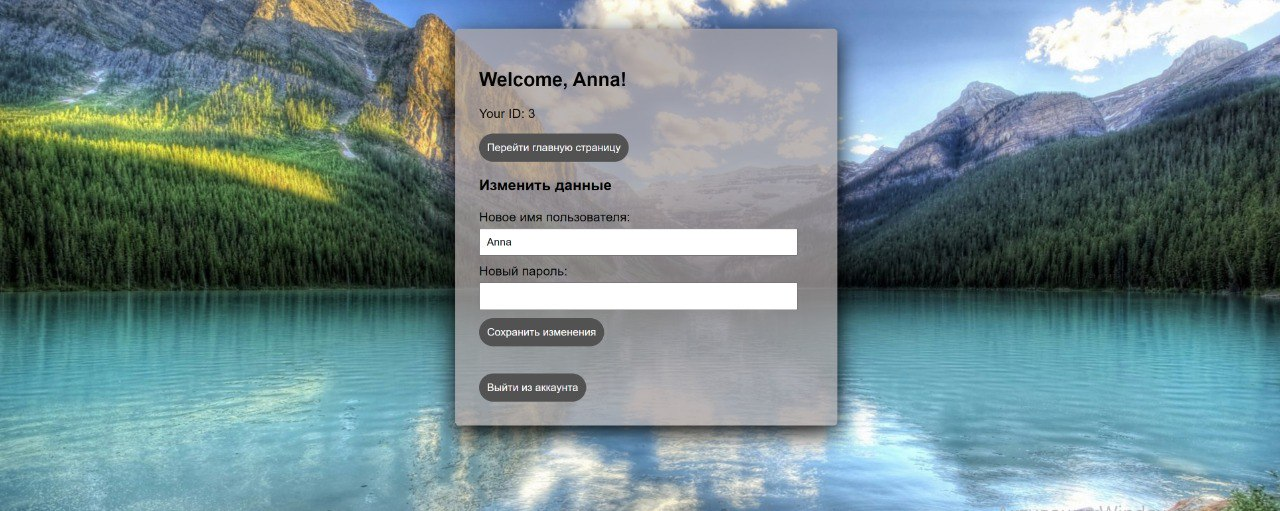 Welcome, Anna!
Your ID: 3
Перейти главную страницу
Изменить данные
Новое имя пользователя:
Anna
Новый пароль:
Сохранить изменения
Выйти из аккаунта